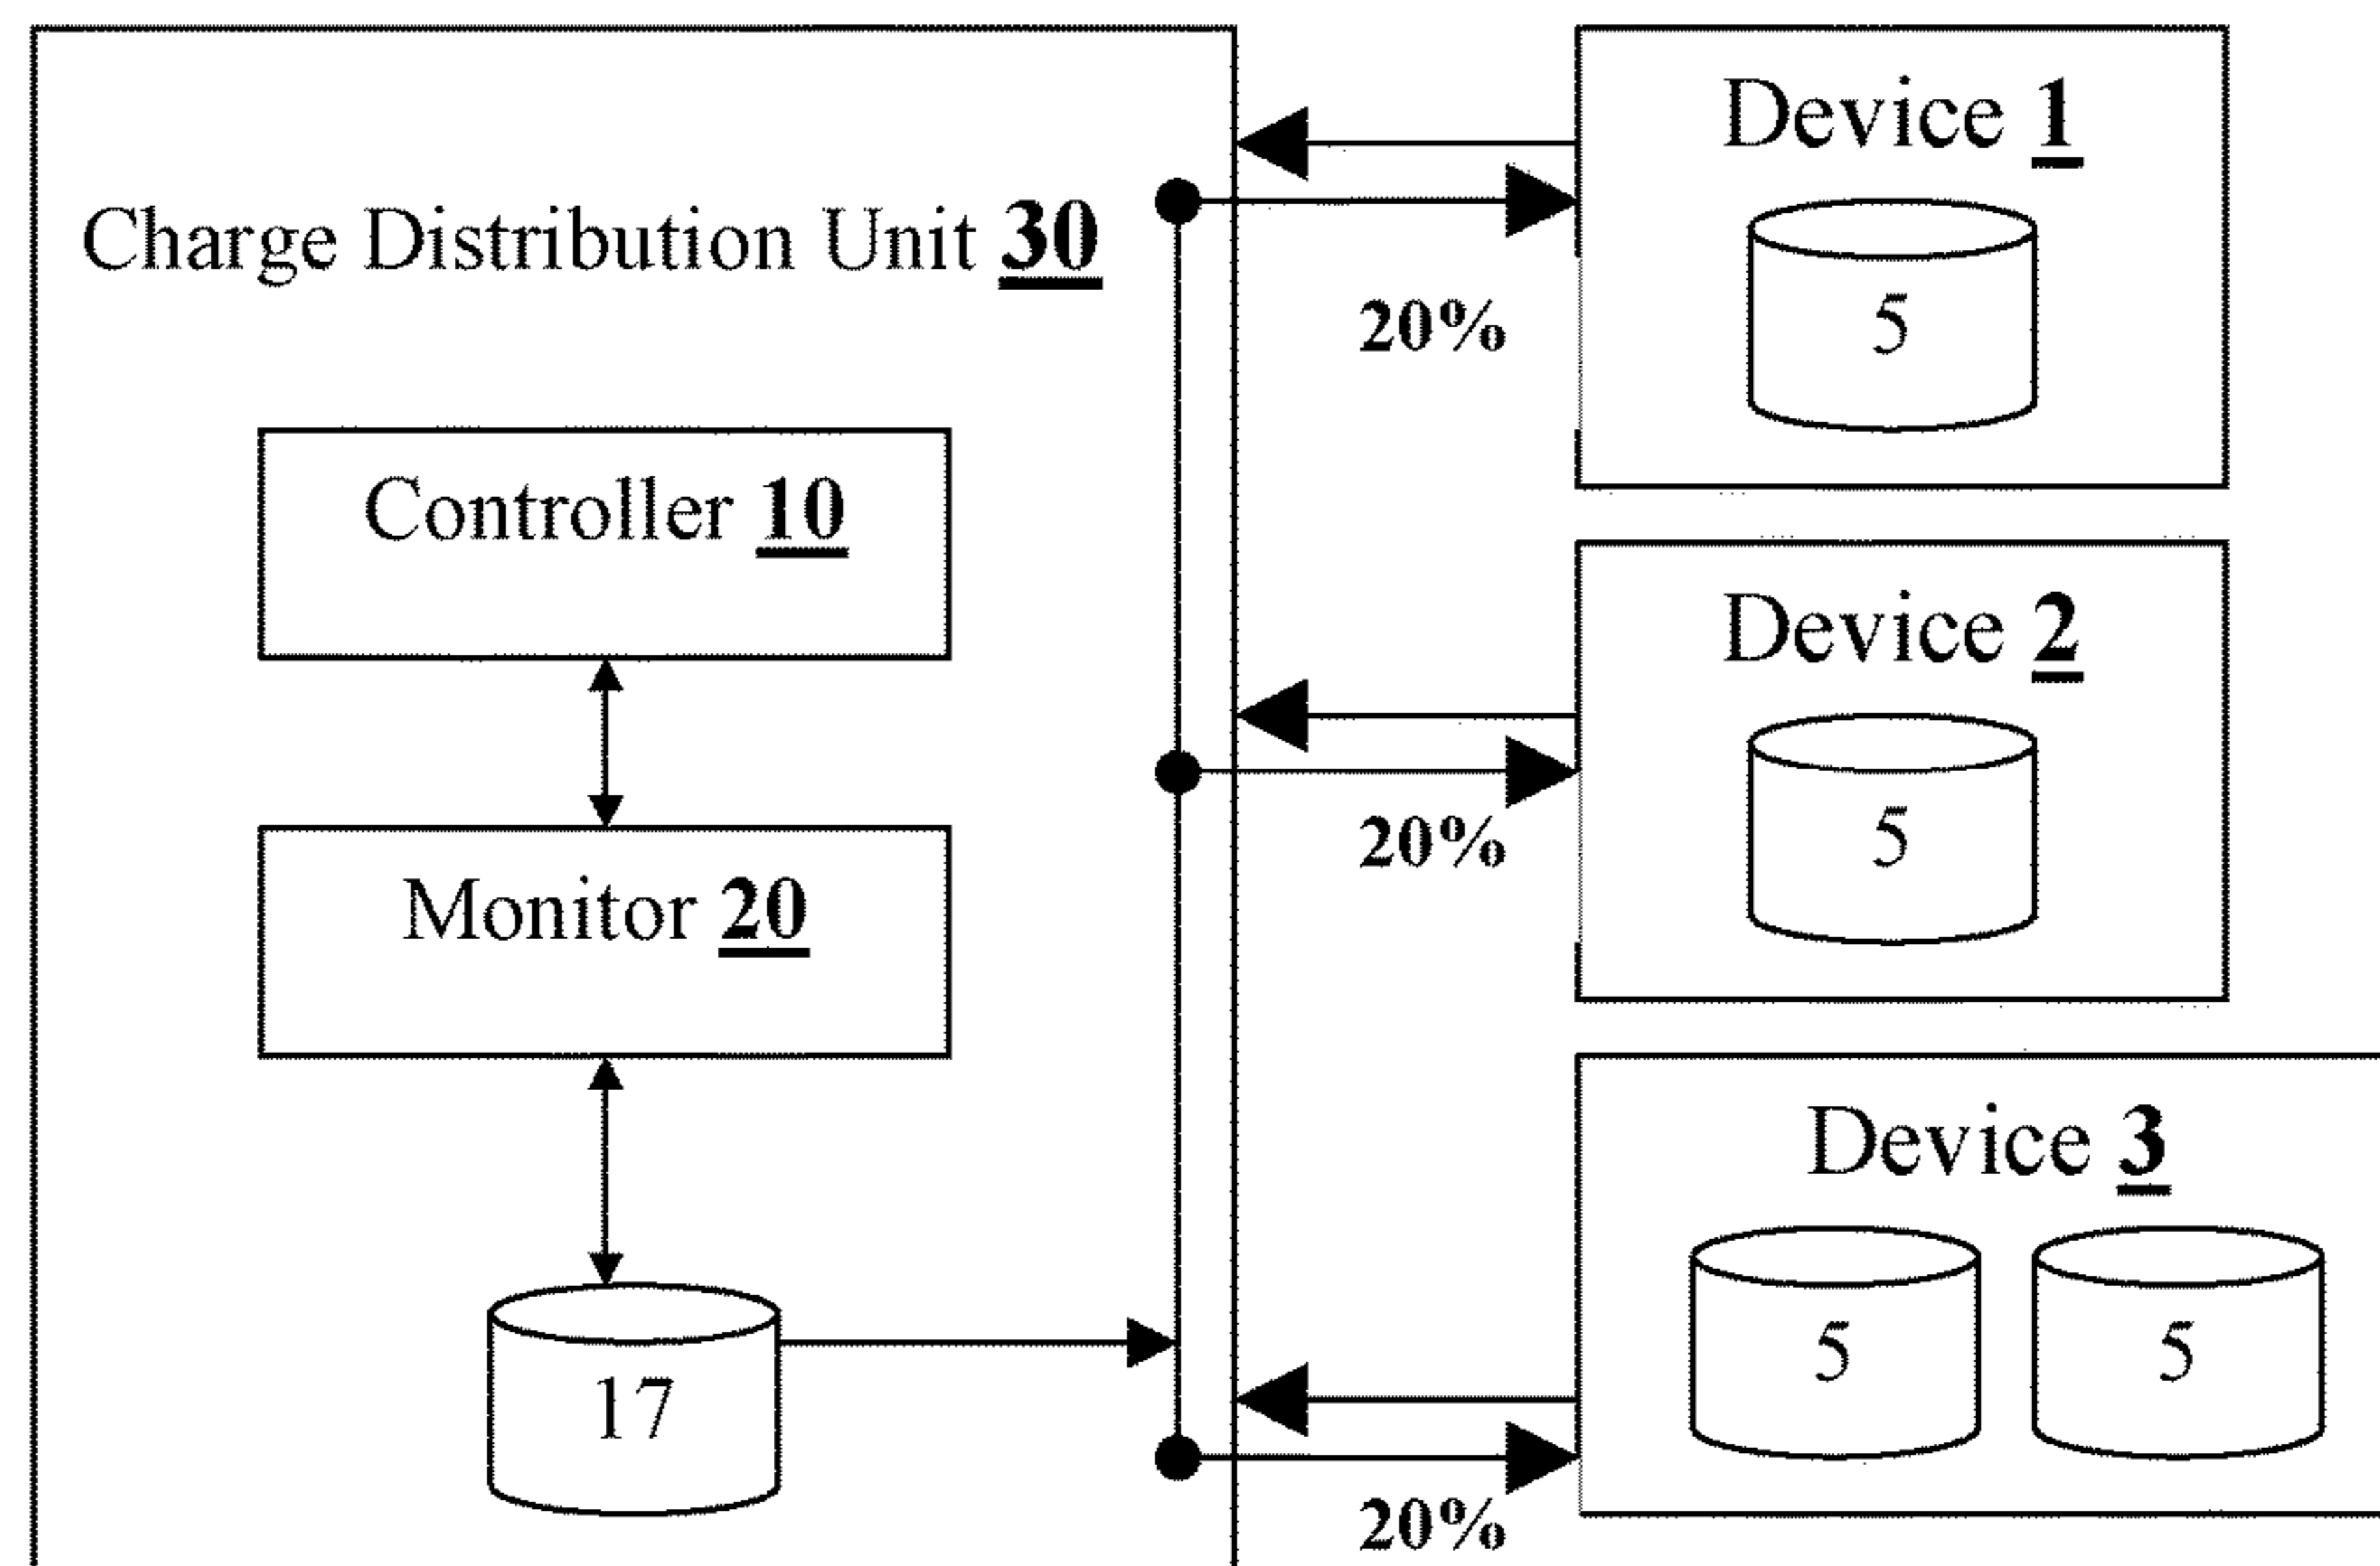 Charge Distribution Unit 30
Controller 10
Monitor 20
17
Device 1
5
20%
Device 2
5
20%
Device 3
5 5
20%